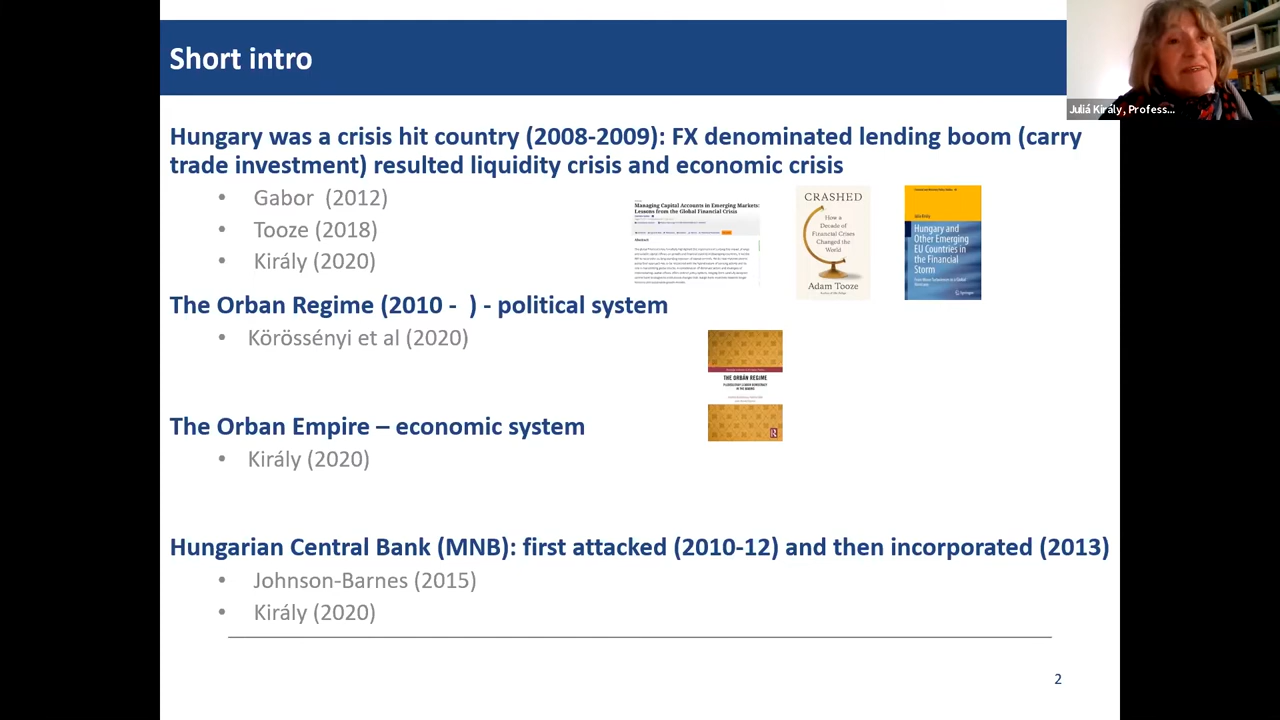 Short intro
Juliá Király, Profess...
Hungary was a crisis hit country (2008-2009): FX denominated lending boom (carry
trade investment) resulted liquidity crisis and economic crisis
• Gabor (2012)
• Tooze (2018)
• Király (2020)
Managing Capital Accounts in Emerging Markets:
Lessons from the Global Financial Crisis
Abstract
CRASHED
How a
Decade of
Financial Crises
Changed the
World
Adam Tooze
Hungary and
Other Emerging
EU Countries in
the Financial
Storm
Springer
The Orban Regime (2010 - ) - political system
• Körössényi et al (2020)
THE ORBÁN REGIME
R
The Orban Empire – economic system
• Király (2020)
Hungarian Central Bank (MNB): first attacked (2010-12) and then incorporated (2013)
• Johnson-Barnes (2015)
• Király (2020)
2